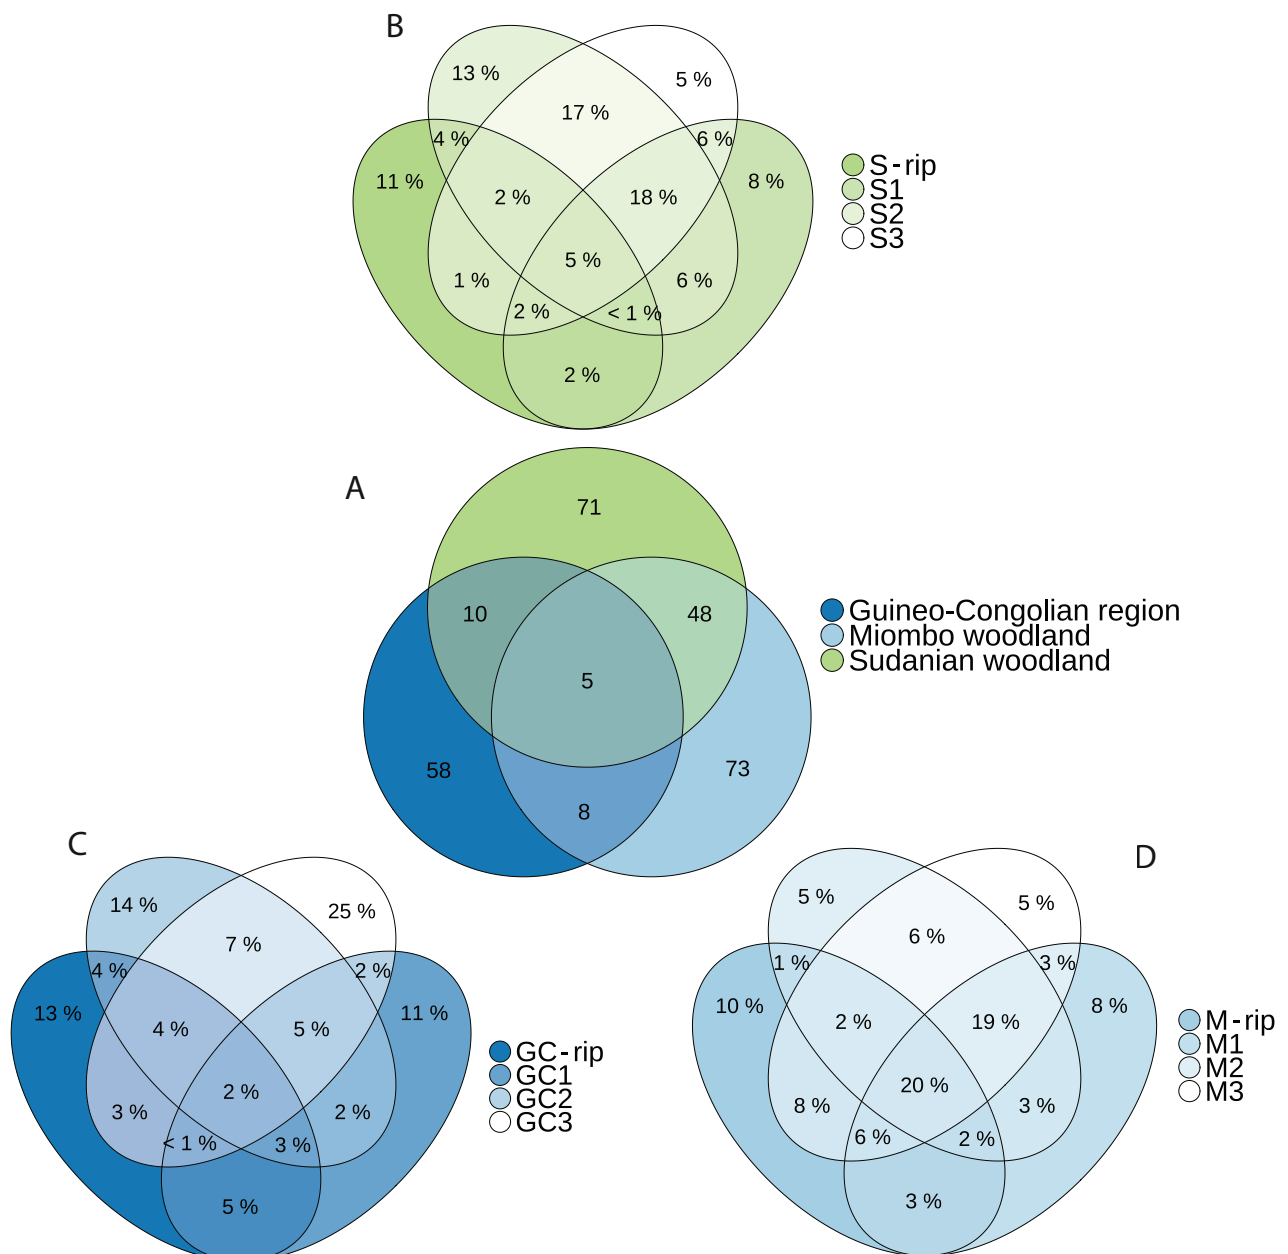 B
13 %
5 %
17 %
4 %
6 %
11 %
8 %
2 %
18 %
5 %
1 %
6 %
2 %
< 1 %
2 %
S-rip
S1
S2
S3
A
71
10
48
5
58
73
8
Guineo-Congolian region
Miombo woodland
Sudanian woodland
C
14 %
25 %
7 %
4 %
2 %
13 %
11 %
4 %
5 %
2 %
3 %
2 %
< 1 %
3 %
5 %
GC-rip
GC1
GC2
GC3
D
5 %
5 %
6 %
1 %
3 %
10 %
8 %
2 %
19 %
20 %
8 %
3 %
6 %
2 %
3 %
M-rip
M1
M2
M3